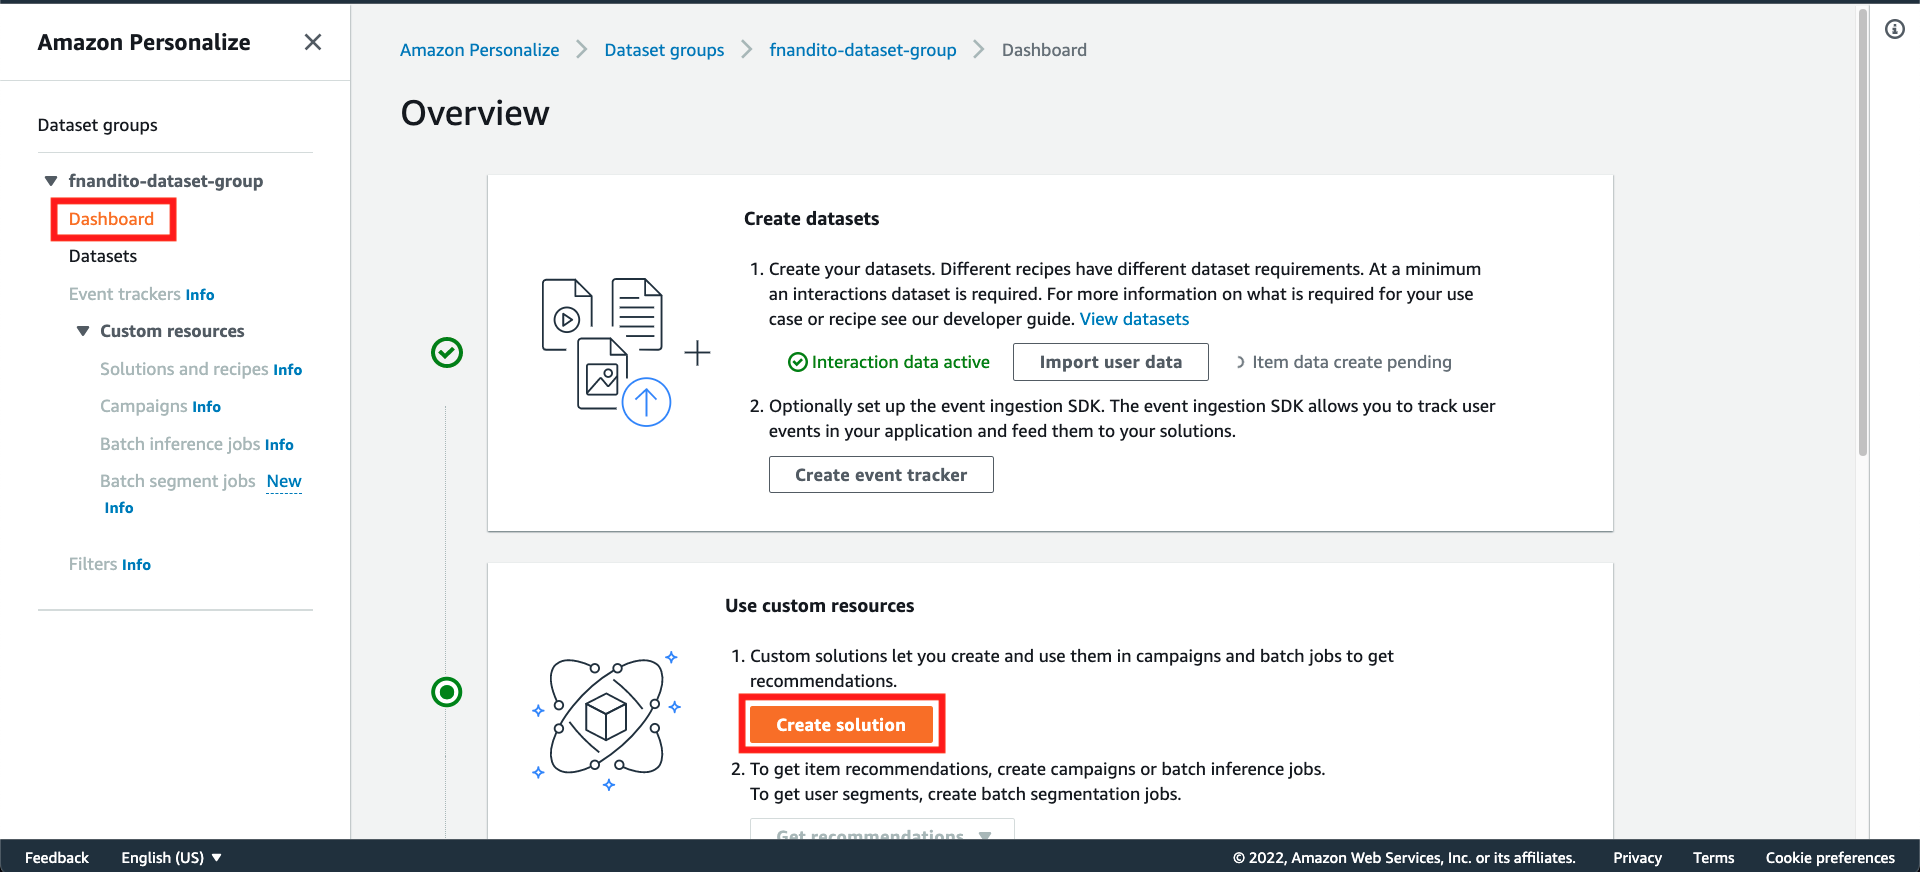 Amazon Personalize
Dataset groups
fnandito-dataset-group
Dashboard
Datasets
Event trackers Info
Custom resources
Solutions and recipes Info
Campaigns Info
Batch inference jobs Info
Batch segment jobs New
Info
Filters Info
Amazon Personalize Dataset groups fnandito-dataset-group Dashboard
Overview
Create datasets
1. Create your datasets. Different recipes have different dataset requirements. At a minimum
an interactions dataset is required. For more information on what is required for your use
case or recipe see our developer guide. View datasets
Interaction data active Import user data Item data create pending
2. Optionally set up the event ingestion SDK. The event ingestion SDK allows you to track user
events in your application and feed them to your solutions.
Create event tracker
Use custom resources
1. Custom solutions let you create and use them in campaigns and batch jobs to get
recommendations.
Create solution
2. To get item recommendations, create campaigns or batch inference jobs.
To get user segments, create batch segmentation jobs.
Get recommendations
Feedback English (US) © 2022, Amazon Web Services, Inc. or its affiliates. Privacy Terms Cookie preferences